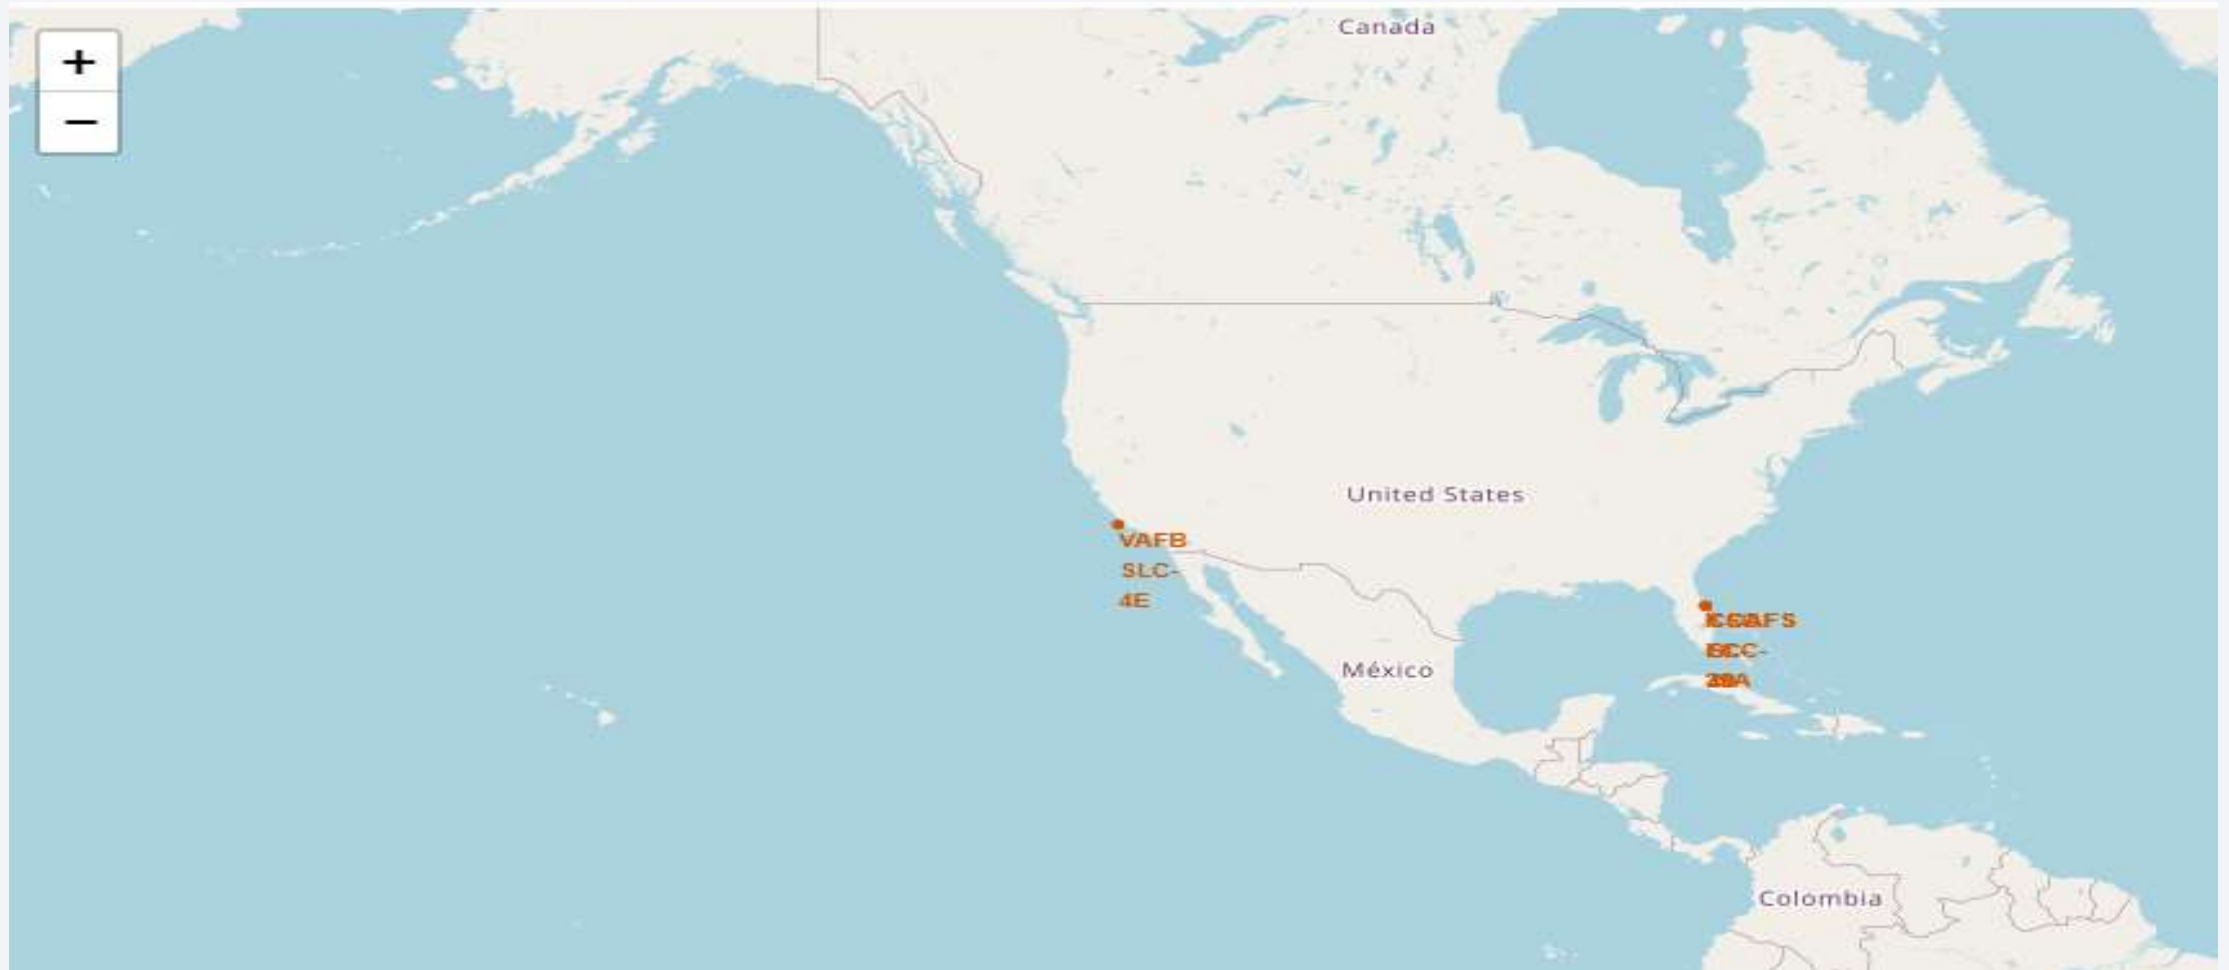 +
−
Canada
United States
VAFB
SLC-
4E
México
Colombia